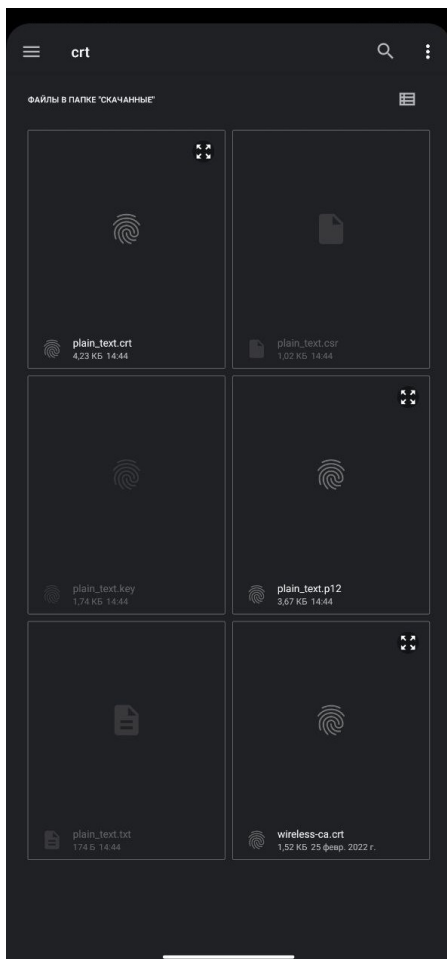 crt
ФАЙЛЫ В ПАПКЕ "СКАЧАННЫЕ"
plain_text.crt
4,23 КБ 14:44
plain_text.csr
1,02 КБ 14:44
plain_text.key
1,74 КБ 14:44
plain_text.p12
3,67 КБ 14:44
plain_text.txt
174 Б 14:44
wireless-ca.crt
1,52 КБ 25 февр. 2022 г.